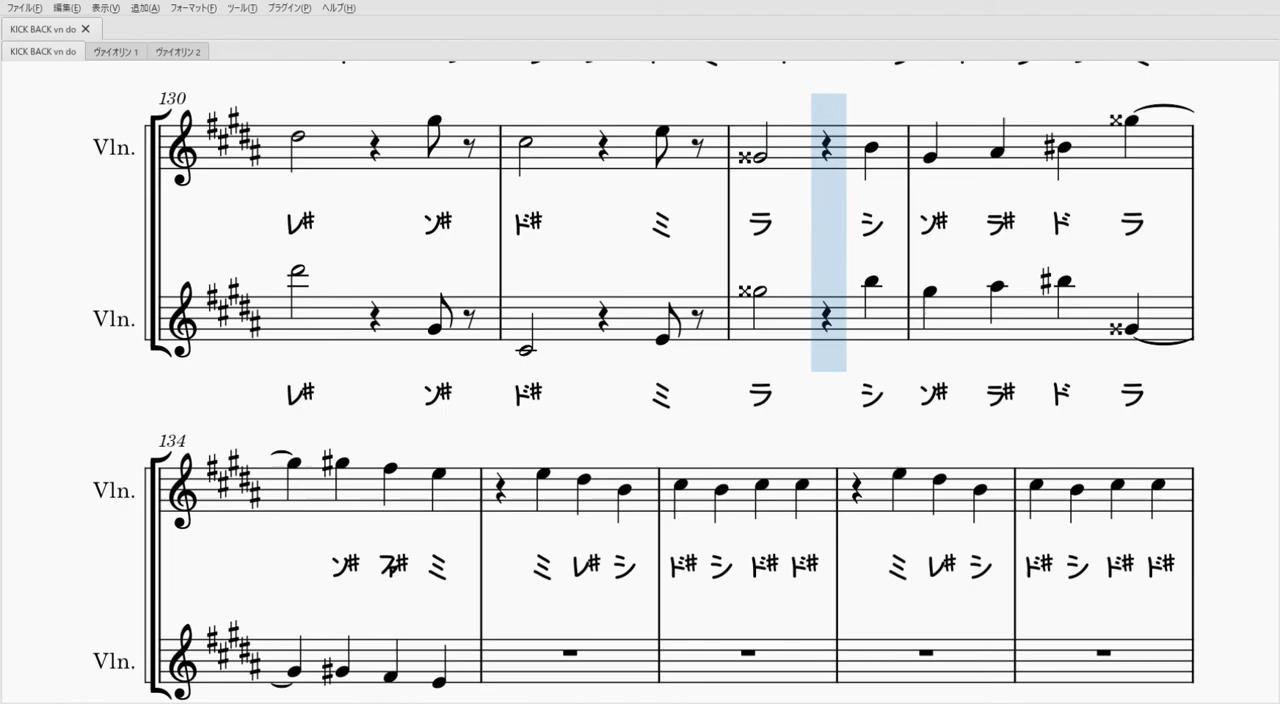 ファイル(F) 編集(E) 表示(V) 追加(A) フォーマット(F) ツール(T) プラグイン(P) ヘルプ(H)
KICK BACK vn do ✕
KICK BACK vn do ヴァイオリン 1 ヴァイオリン 2
130
Vln.
レ# ソ# ド# ミ ラ シ ソ# ラ# ド ラ
Vln.
レ# ソ# ド# ミ ラ シ ソ# ラ# ド ラ
134
Vln.
ソ# ファ# ミ ミ レ# シ ド# シ ド# ド# ミ レ# シ ド# シ ド# ド#
Vln.